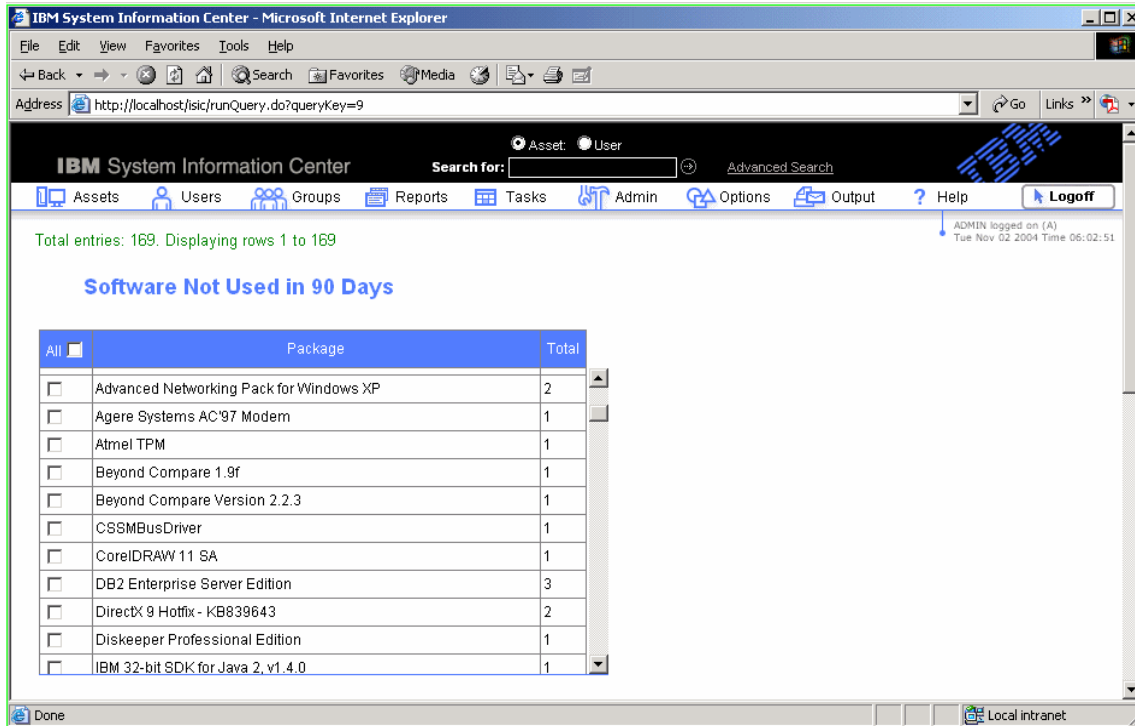 IBM System Information Center - Microsoft Internet Explorer
File Edit View Favorites Tools Help
Back Search Favorites Media
Address http://localhost/isic/runQuery.do?queryKey=9 Go Links »
Asset: User
IBM System Information Center Search for: Advanced Search IBM
Assets Users Groups Reports Tasks Admin Options Output ? Help Logoff
ADMIN logged on (A)
Total entries: 169. Displaying rows 1 to 169 Tue Nov 02 2004 Time 06:02:51
Software Not Used in 90 Days
All Package Total
Advanced Networking Pack for Windows XP 2
Agere Systems AC'97 Modem 1
Atmel TPM 1
Beyond Compare 1.9f 1
Beyond Compare Version 2.2.3 1
CSSMBusDriver 1
CorelDRAW 11 SA 1
DB2 Enterprise Server Edition 3
DirectX 9 Hotfix - KB839643 2
Diskeeper Professional Edition 1
IBM 32-bit SDK for Java 2, v1.4.0 1
Done Local intranet